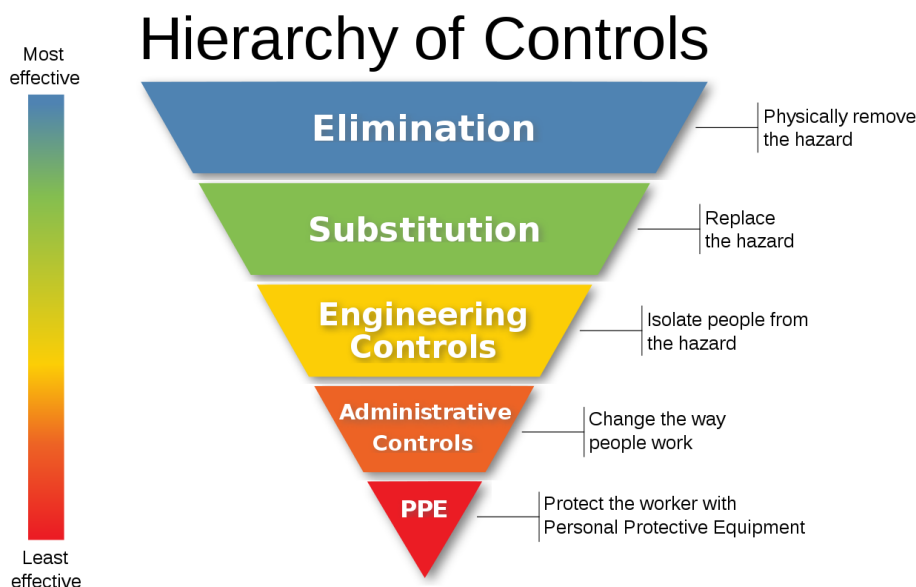 Hierarchy of Controls
Most
effective
Elimination
Physically remove
the hazard
Substitution
Replace
the hazard
Engineering
Controls
Isolate people from
the hazard
Administrative
Controls
Change the way
people work
PPE
Protect the worker with
Personal Protective Equipment
Least
effective